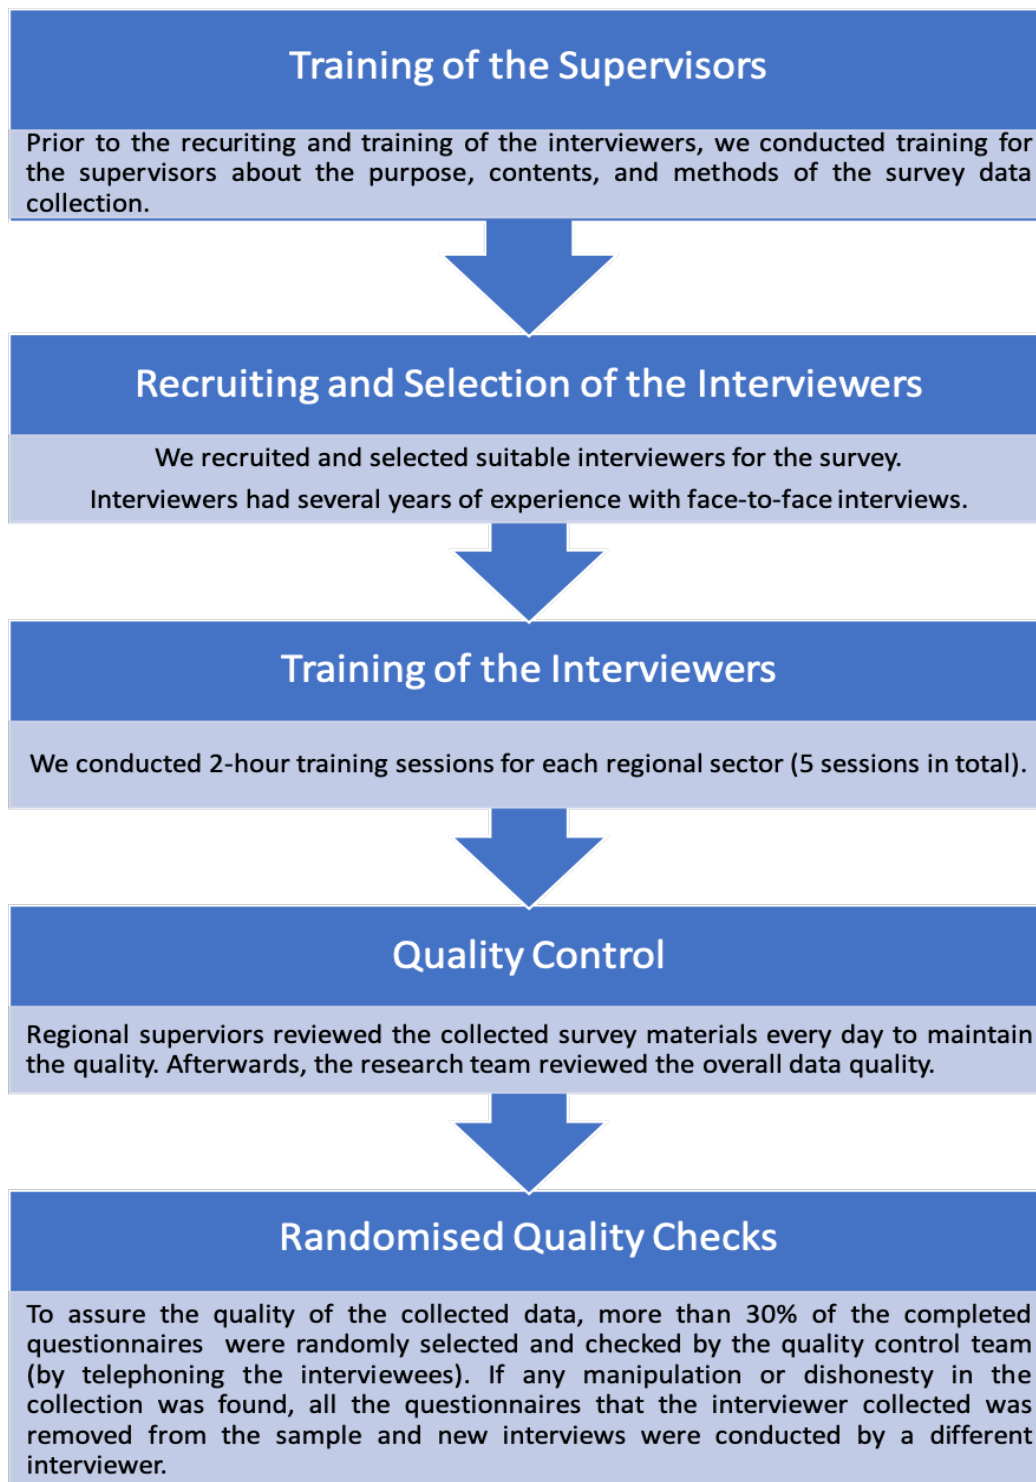 Training of the Supervisors
Prior to the recuriting and training of the interviewers, we conducted training for
the supervisors about the purpose, contents, and methods of the survey data
collection.
Recruiting and Selection of the Interviewers
We recruited and selected suitable interviewers for the survey.
Interviewers had several years of experience with face-to-face interviews.
Training of the Interviewers
We conducted 2-hour training sessions for each regional sector (5 sessions in total).
Quality Control
Regional superviors reviewed the collected survey materials every day to maintain
the quality. Afterwards, the research team reviewed the overall data quality.
Randomised Quality Checks
To assure the quality of the collected data, more than 30% of the completed
questionnaires were randomly selected and checked by the quality control team
(by telephoning the interviewees). If any manipulation or dishonesty in the
collection was found, all the questionnaires that the interviewer collected was
removed from the sample and new interviews were conducted by a different
interviewer.